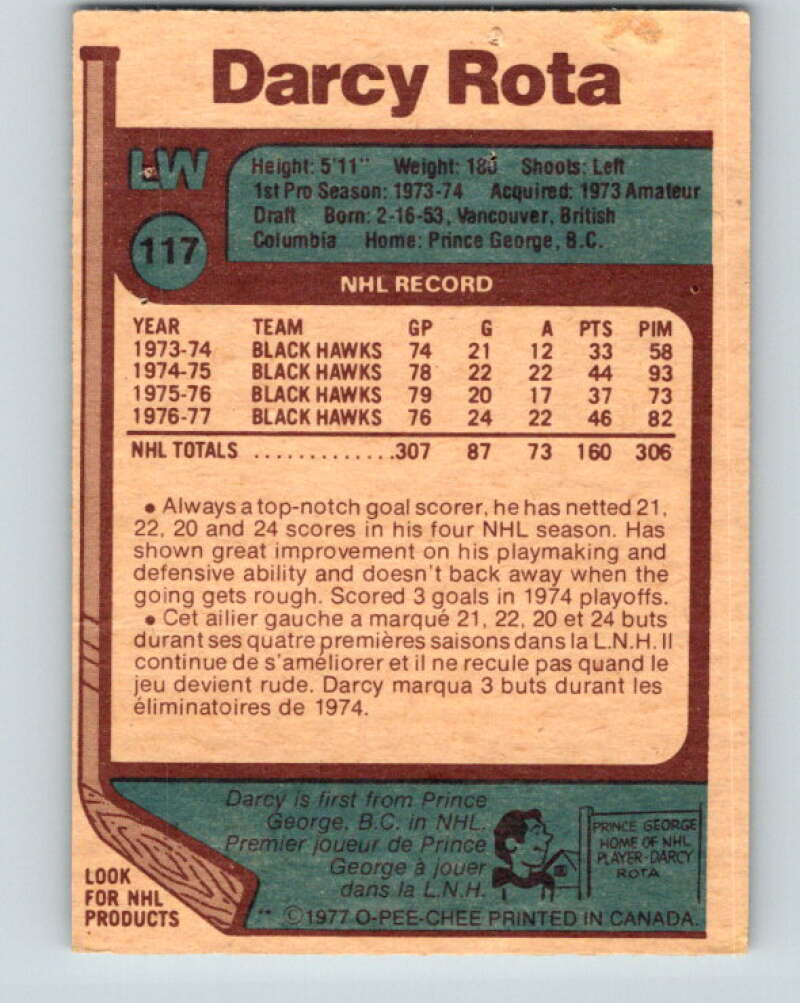 Darcy Rota
LW
117
Height: 5'11" Weight: 180 Shoots: Left
1st Pro Season: 1973-74 Acquired: 1973 Amateur
Draft Born: 2-16-53, Vancouver, British
Columbia Home: Prince George, B.C.
NHL RECORD
YEAR TEAM GP G A PTS PIM
1973-74 BLACK HAWKS 74 21 12 33 58
1974-75 BLACK HAWKS 78 22 22 44 93
1975-76 BLACK HAWKS 79 20 17 37 73
1976-77 BLACK HAWKS 76 24 22 46 82
NHL TOTALS .............307 87 73 160 306
• Always a top-notch goal scorer, he has netted 21,
22, 20 and 24 scores in his four NHL season. Has
shown great improvement on his playmaking and
defensive ability and doesn't back away when the
going gets rough. Scored 3 goals in 1974 playoffs.
• Cet ailier gauche a marqué 21, 22, 20 et 24 buts
durant ses quatre premières saisons dans la L.N.H. Il
continue de s'améliorer et il ne recule pas quand le
jeu devient rude. Darcy marqua 3 buts durant les
éliminatoires de 1974.
Darcy is first from Prince
George, B.C. in NHL.
Premier joueur de Prince
George à jouer
dans la L.N.H.
PRINCE GEORGE
HOME OF NHL
PLAYER-DARCY
ROTA
LOOK
FOR NHL
PRODUCTS
** ©1977 O-PEE-CHEE PRINTED IN CANADA.